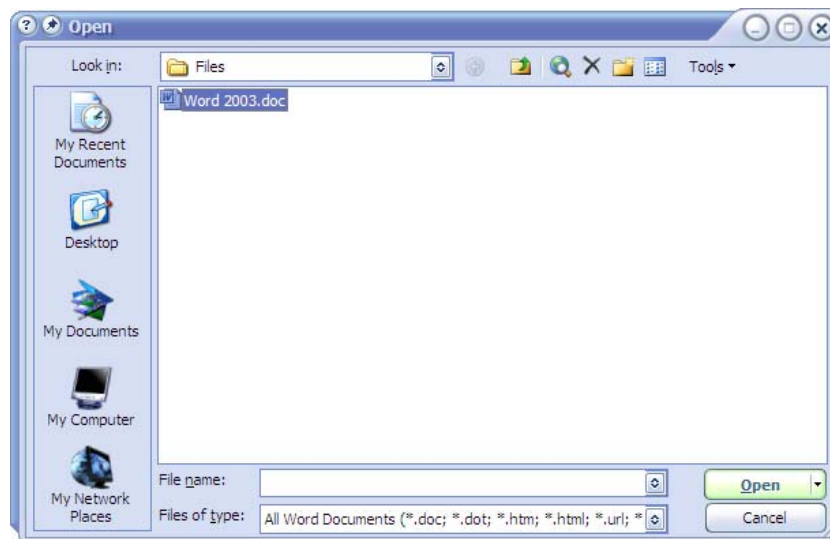 Open
Look in:
Files
Tools
Word 2003.doc
My Recent
Documents
Desktop
My Documents
My Computer
My Network
Places
File name:
Open
Files of type:
All Word Documents (*.doc; *.dot; *.htm; *.html; *.url; *
Cancel